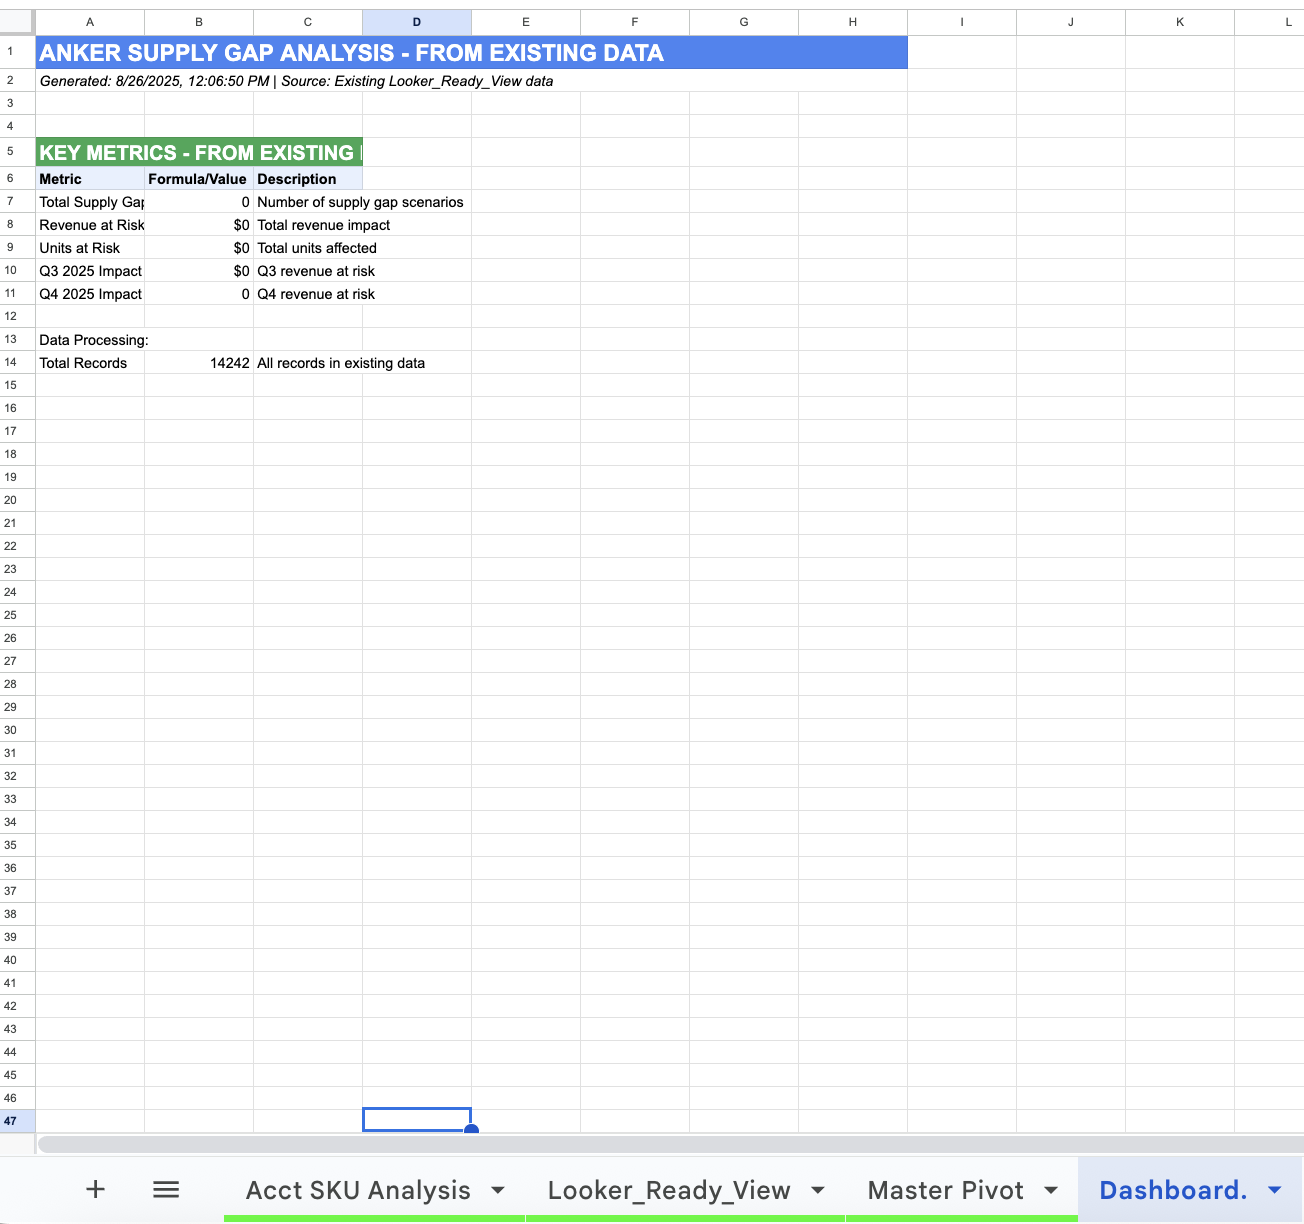 A B C D E F G H I J K L
1 ANKER SUPPLY GAP ANALYSIS - FROM EXISTING DATA
2 Generated: 8/26/2025, 12:06:50 PM | Source: Existing Looker_Ready_View data
3
4
5 KEY METRICS - FROM EXISTING
6 Metric Formula/Value Description
7 Total Supply Gap 0 Number of supply gap scenarios
8 Revenue at Risk $0 Total revenue impact
9 Units at Risk $0 Total units affected
10 Q3 2025 Impact $0 Q3 revenue at risk
11 Q4 2025 Impact 0 Q4 revenue at risk
12
13 Data Processing:
14 Total Records 14242 All records in existing data
15
16
17
18
19
20
21
22
23
24
25
26
27
28
29
30
31
32
33
34
35
36
37
38
39
40
41
42
43
44
45
46
47
Acct SKU Analysis Looker_Ready_View Master Pivot Dashboard.